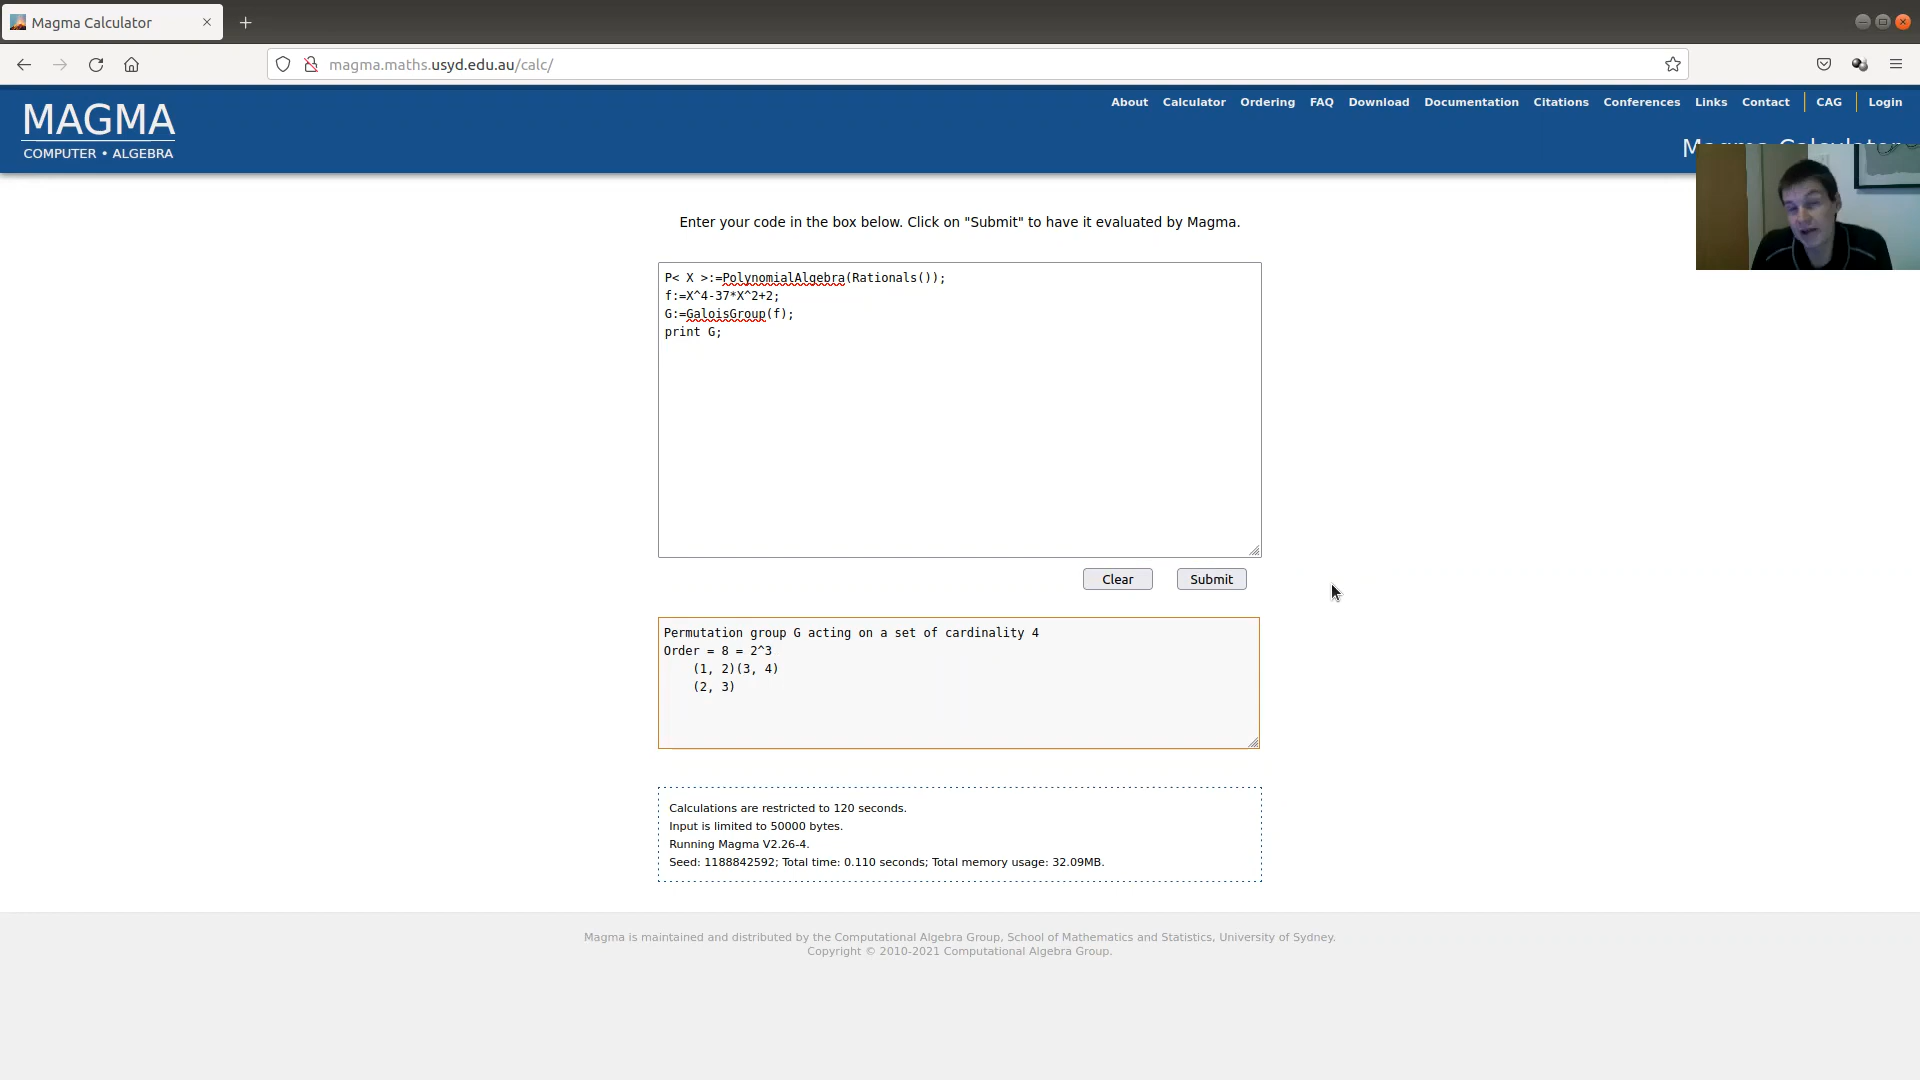 Magma Calculator
magma.maths.usyd.edu.au/calc/
MAGMA
COMPUTER • ALGEBRA
About Calculator Ordering FAQ Download Documentation Citations Conferences Links Contact CAG Login
Magma Calculator
Enter your code in the box below. Click on "Submit" to have it evaluated by Magma.
P< X >:=PolynomialAlgebra(Rationals());
f:=X^4-37*X^2+2;
G:=GaloisGroup(f);
print G;
Clear Submit
Permutation group G acting on a set of cardinality 4
Order = 8 = 2^3
(1, 2)(3, 4)
(2, 3)
Calculations are restricted to 120 seconds.
Input is limited to 50000 bytes.
Running Magma V2.26-4.
Seed: 1188842592; Total time: 0.110 seconds; Total memory usage: 32.09MB.
Magma is maintained and distributed by the Computational Algebra Group, School of Mathematics and Statistics, University of Sydney.
Copyright © 2010-2021 Computational Algebra Group.